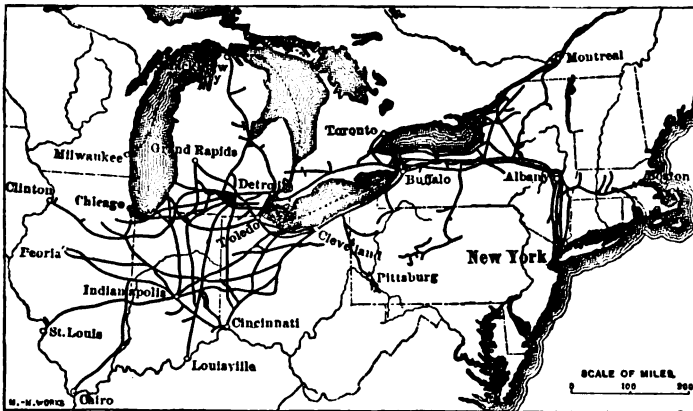 Montreal
Toronto
Milwaukee
Grand Rapids
Detroit
Buffalo
Albany
Boston
Clinton
Chicago
Toledo
Cleveland
New York
Peoria
Pittsburg
Indianapolis
Cincinnati
St. Louis
Louisville
Cairo
SCALE OF MILES
0 100 200
M.-N. WORKS